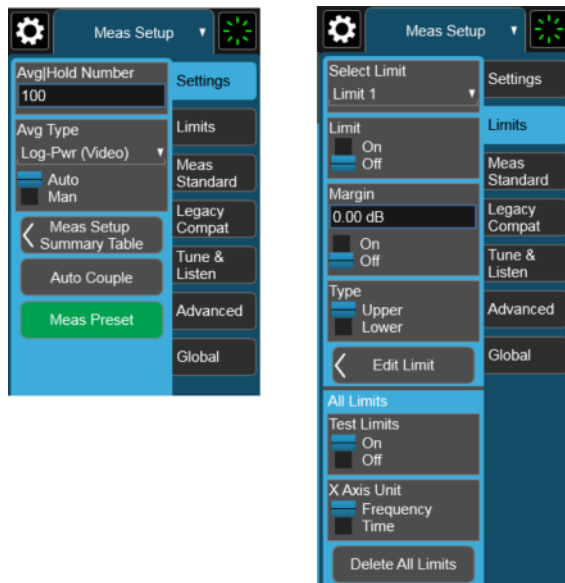 Meas Setup
Avg|Hold Number
100
Avg Type
Log-Pwr (Video)
Auto
Man
Meas Setup
Summary Table
Auto Couple
Meas Preset
Settings
Limits
Meas
Standard
Legacy
Compat
Tune &
Listen
Advanced
Global
Meas Setup
Select Limit
Limit 1
Limit
On
Off
Margin
0.00 dB
On
Off
Type
Upper
Lower
Edit Limit
All Limits
Test Limits
On
Off
X Axis Unit
Frequency
Time
Delete All Limits
Settings
Limits
Meas
Standard
Legacy
Compat
Tune &
Listen
Advanced
Global